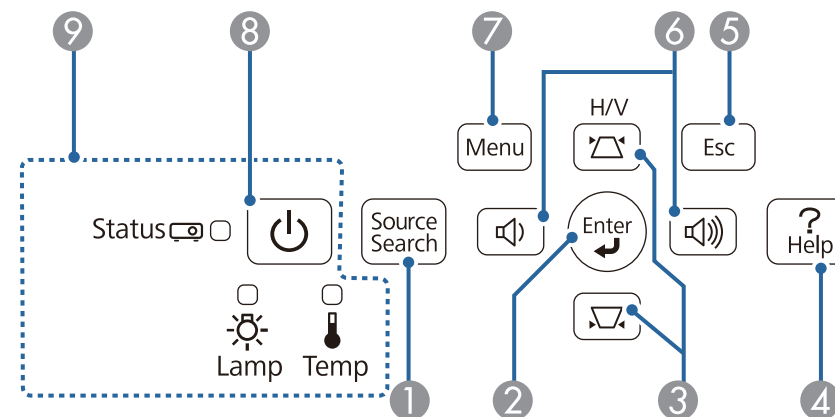 9
8
7
6
5
H/V
Menu
Esc
Status
Source
Search
Enter
?
Help
Lamp
Temp
1
2
3
4